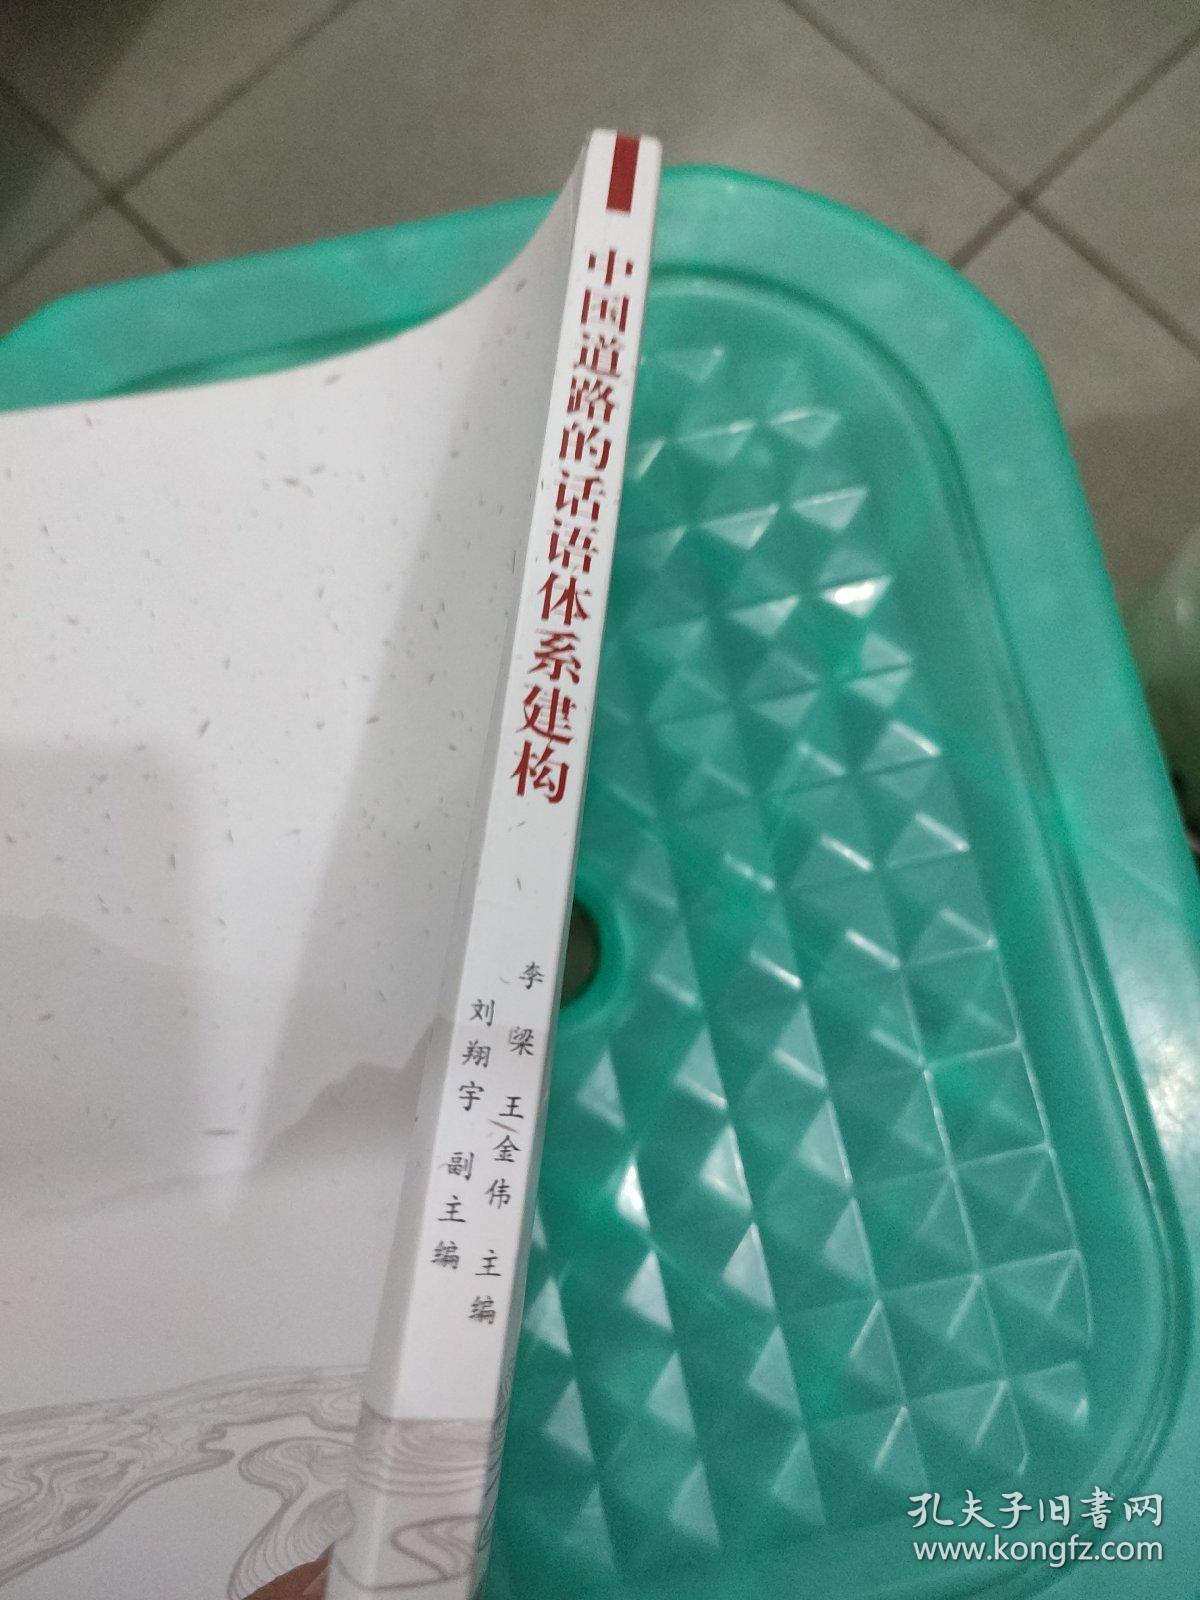 中国道路的话语体系建构
李梁 王金伟 主编
刘翔宇 副主编
孔夫子旧書网
www.kongfz.com